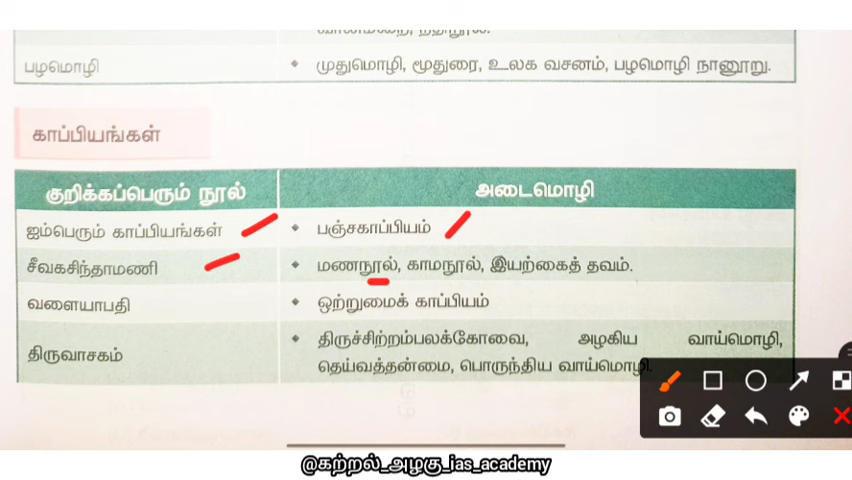 பழமொழி
முதுமொழி, மூதுரை, உலக வசனம், பழமொழி நானூறு.
காப்பியங்கள்
குறிக்கப்பெரும் நூல் அடைமொழி
ஐம்பெரும் காப்பியங்கள் பஞ்சகாப்பியம்
சீவகசிந்தாமணி மணநூல், காமநூல், இயற்கைத் தவம்.
வளையாபதி ஒற்றுமைக் காப்பியம்
திருவாசகம் திருச்சிற்றம்பலக்கோவை, அழகிய வாய்மொழி,
தெய்வத்தன்மை, பொருந்திய வாய்மொழி.
@கற்றல்_அழகு_ias_academy